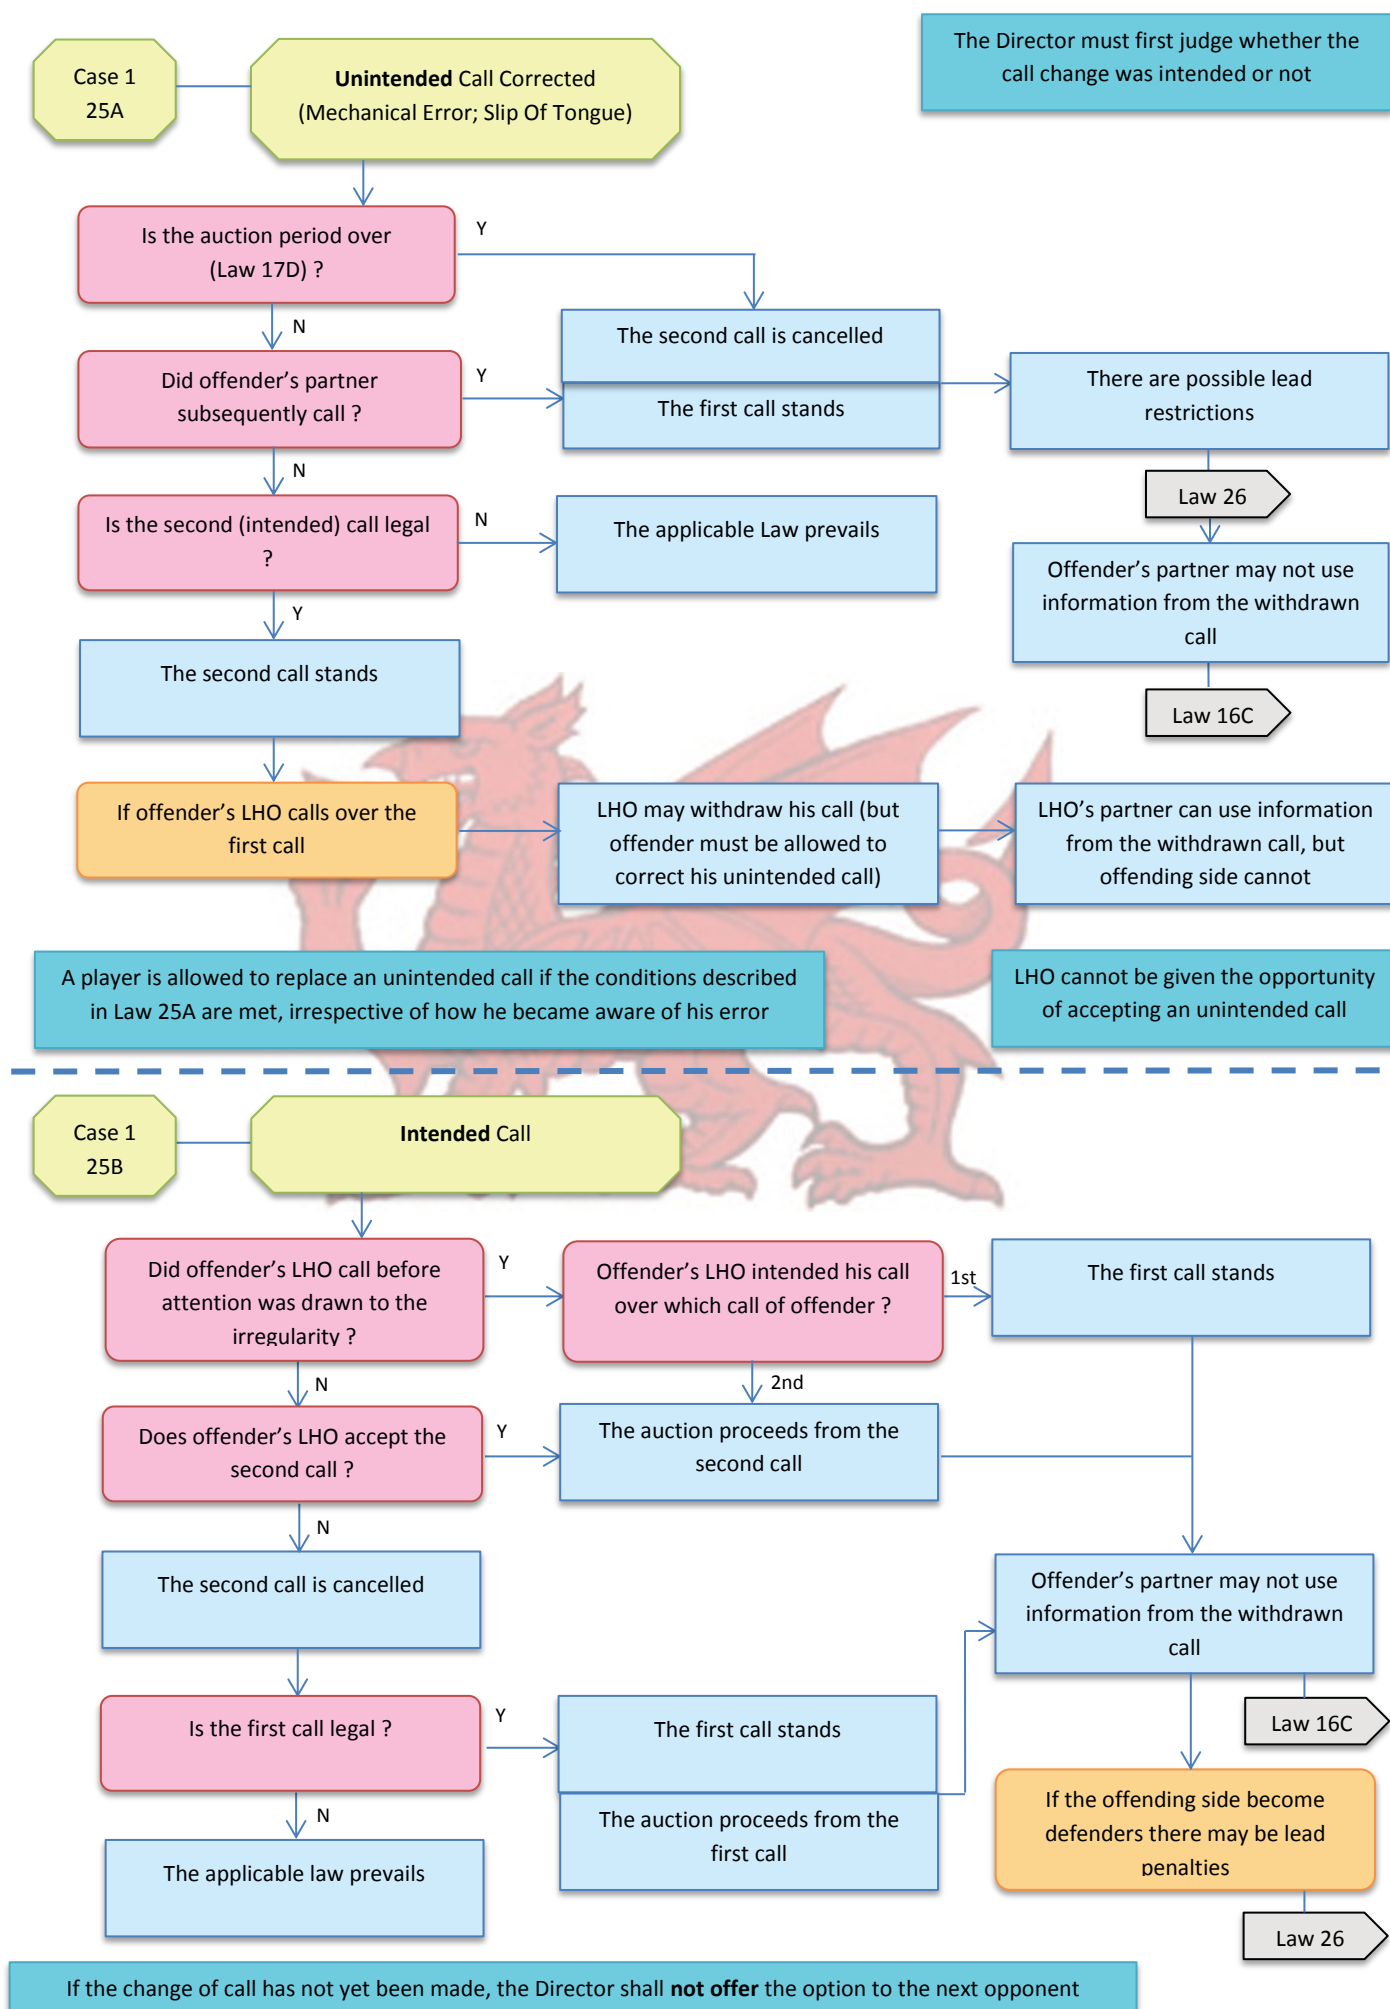 Case 1
25A
Unintended Call Corrected
(Mechanical Error; Slip Of Tongue)
The Director must first judge whether the
call change was intended or not
Is the auction period over
(Law 17D) ?
Y
N
The second call is cancelled
The first call stands
Did offender's partner
subsequently call ?
Y
N
There are possible lead
restrictions
Law 26
Is the second (intended) call legal
?
N
Y
The applicable Law prevails
Offender's partner may not use
information from the withdrawn
call
Law 16C
The second call stands
If offender's LHO calls over the
first call
LHO may withdraw his call (but
offender must be allowed to
correct his unintended call)
LHO's partner can use information
from the withdrawn call, but
offending side cannot
A player is allowed to replace an unintended call if the conditions described
in Law 25A are met, irrespective of how he became aware of his error
LHO cannot be given the opportunity
of accepting an unintended call
Case 1
25B
Intended Call
Did offender's LHO call before
attention was drawn to the
irregularity ?
Y
N
Offender's LHO intended his call
over which call of offender ?
1st
2nd
The first call stands
Does offender's LHO accept the
second call ?
Y
N
The auction proceeds from the
second call
The second call is cancelled
Offender's partner may not use
information from the withdrawn
call
Law 16C
Is the first call legal ?
Y
N
The first call stands
The auction proceeds from the
first call
If the offending side become
defenders there may be lead
penalties
Law 26
The applicable law prevails
If the change of call has not yet been made, the Director shall not offer the option to the next opponent